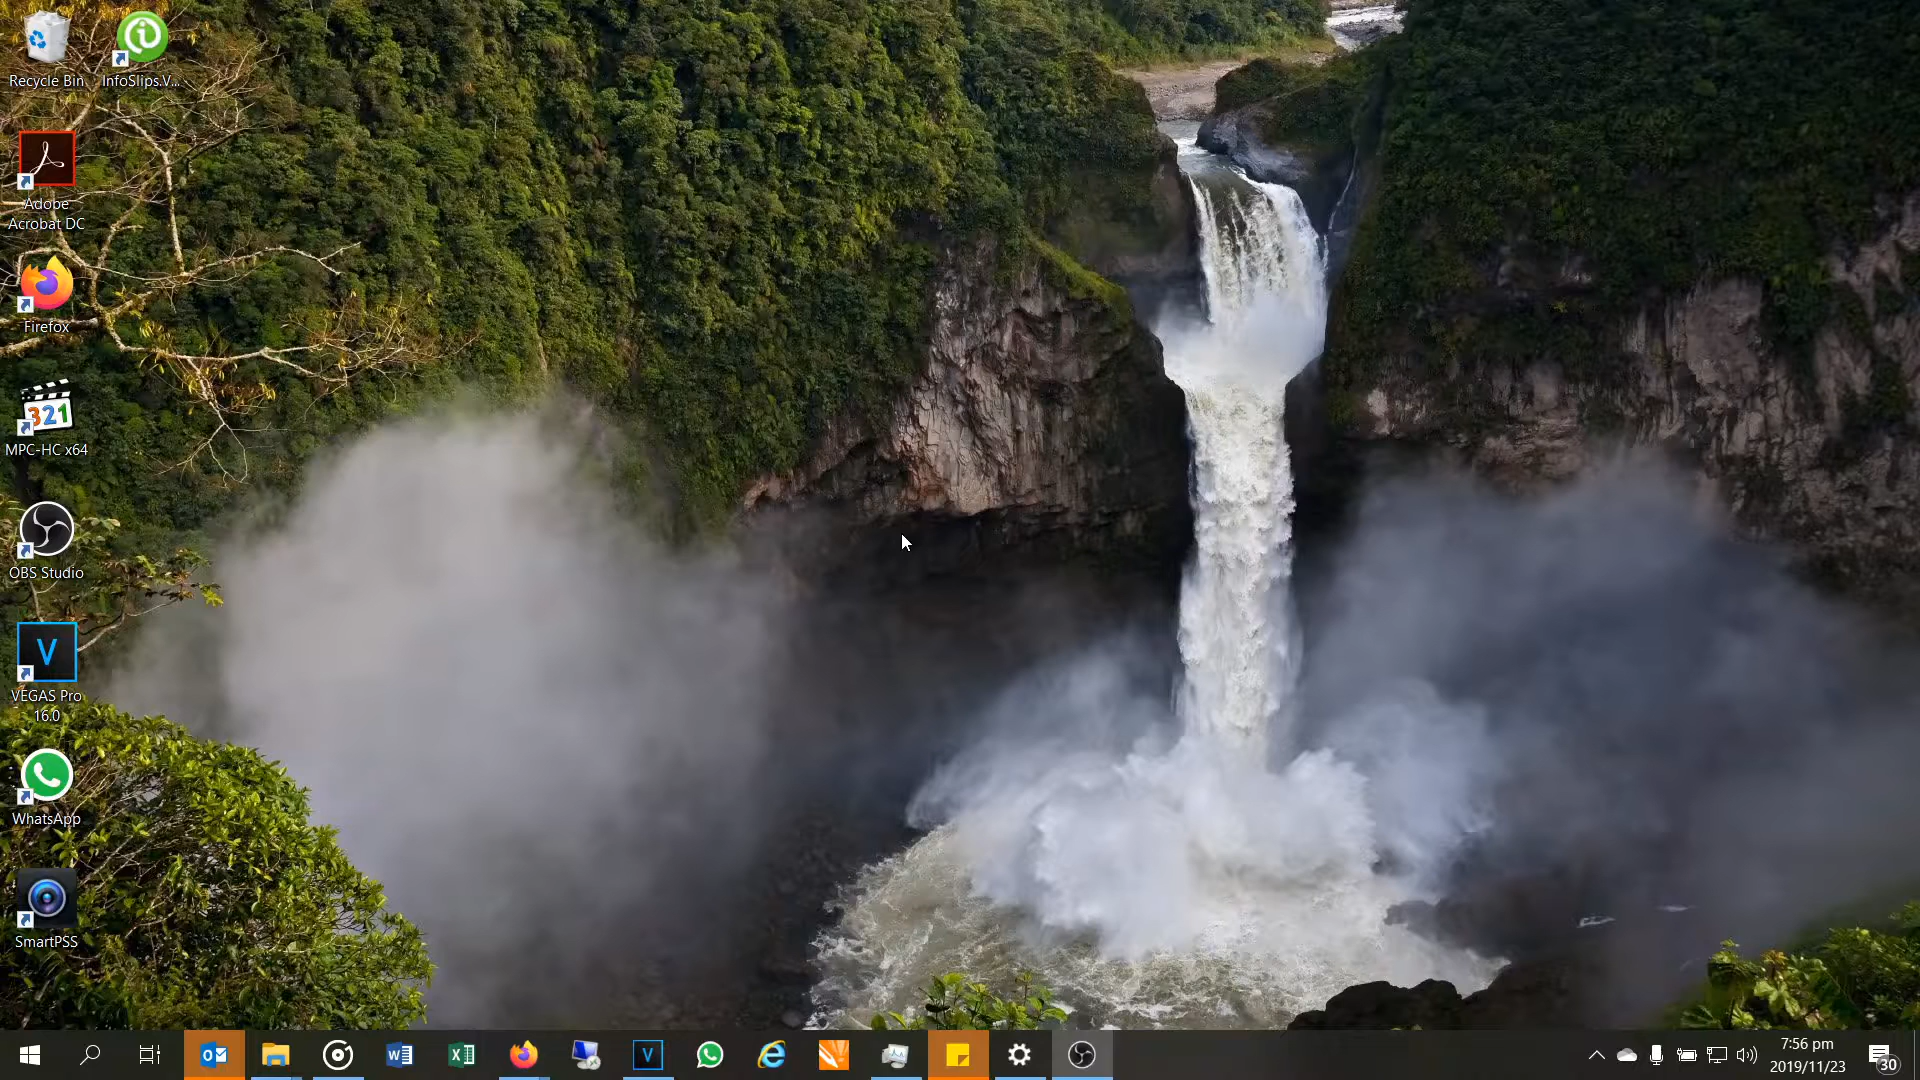 Recycle Bin
InfoSlips.V...
Adobe
Acrobat DC
Firefox
321
MPC-HC x64
OBS Studio
V
VEGAS Pro
16.0
WhatsApp
SmartPSS
V
7:56 pm
2019/11/23
30